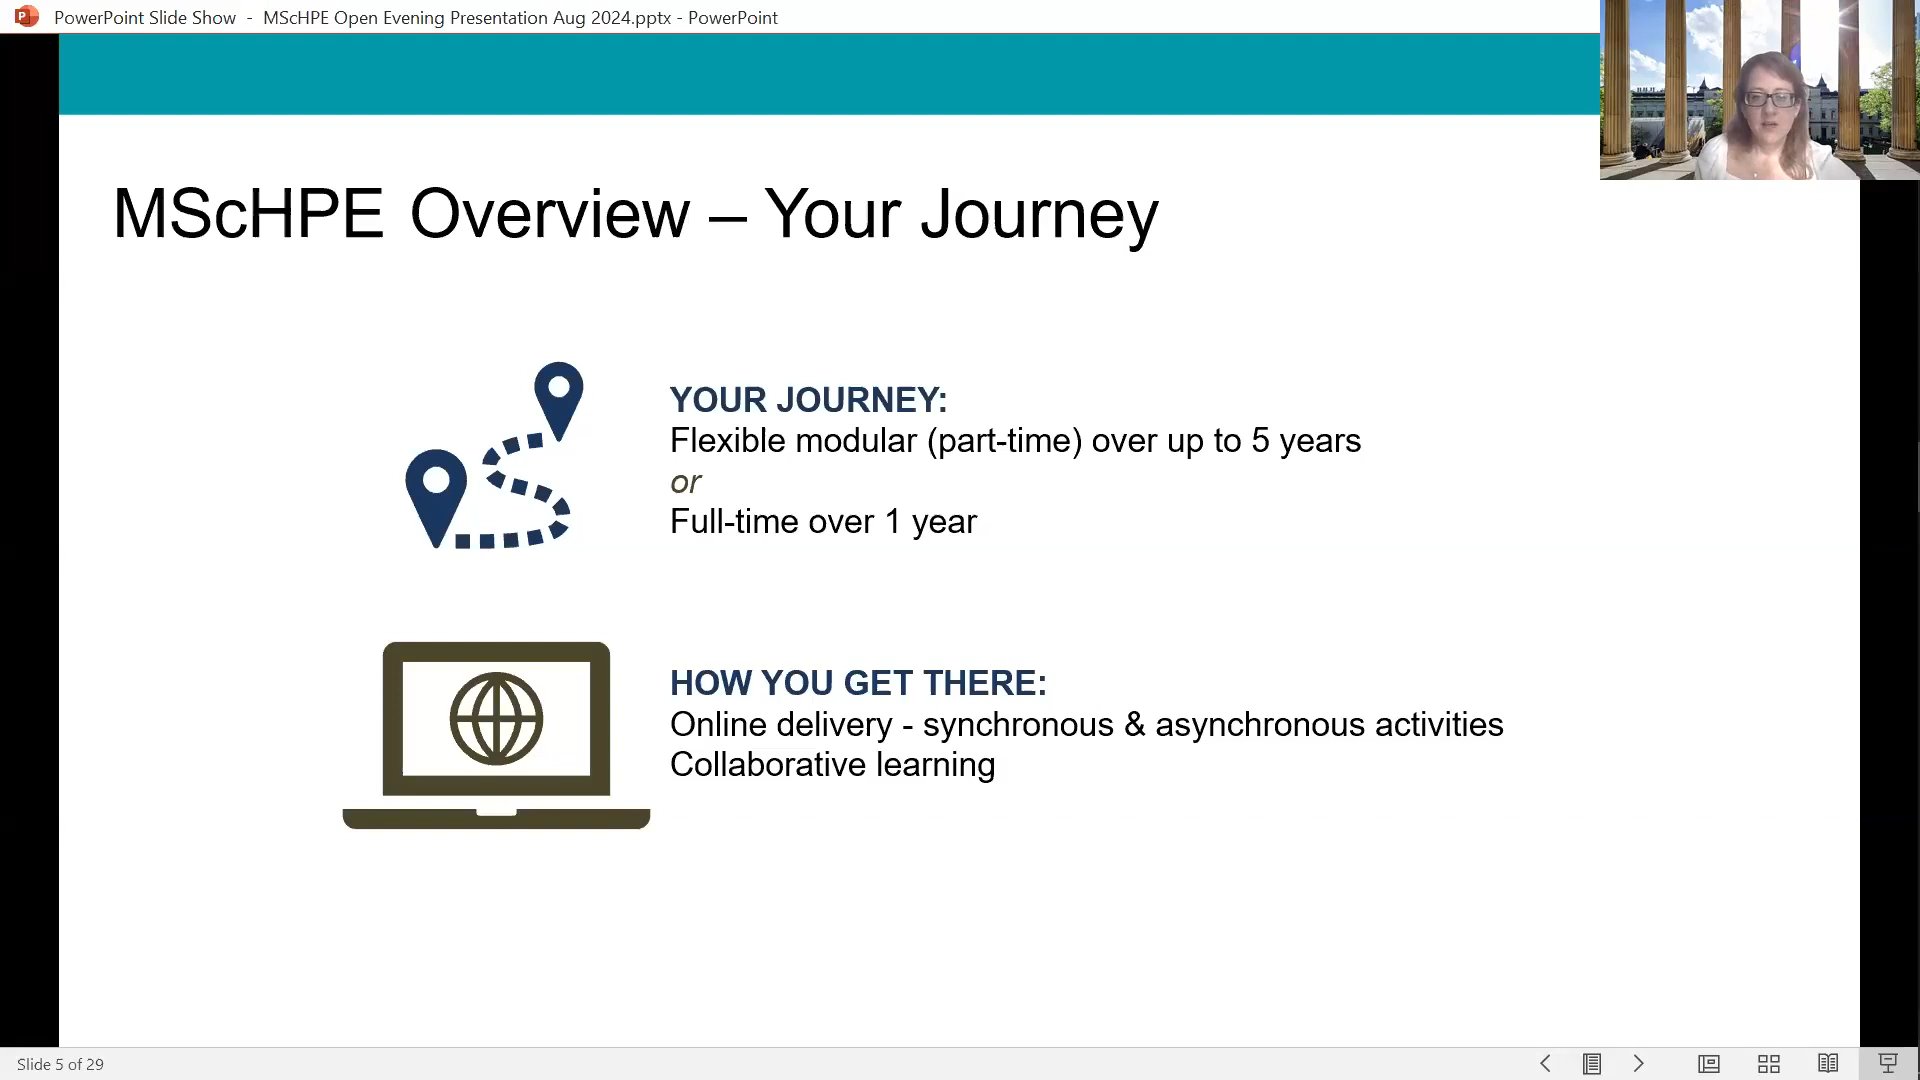 PowerPoint Slide Show - MScHPE Open Evening Presentation Aug 2024.pptx - PowerPoint
MScHPE Overview – Your Journey
YOUR JOURNEY:
Flexible modular (part-time) over up to 5 years
or
Full-time over 1 year
HOW YOU GET THERE:
Online delivery - synchronous & asynchronous activities
Collaborative learning
Slide 5 of 29